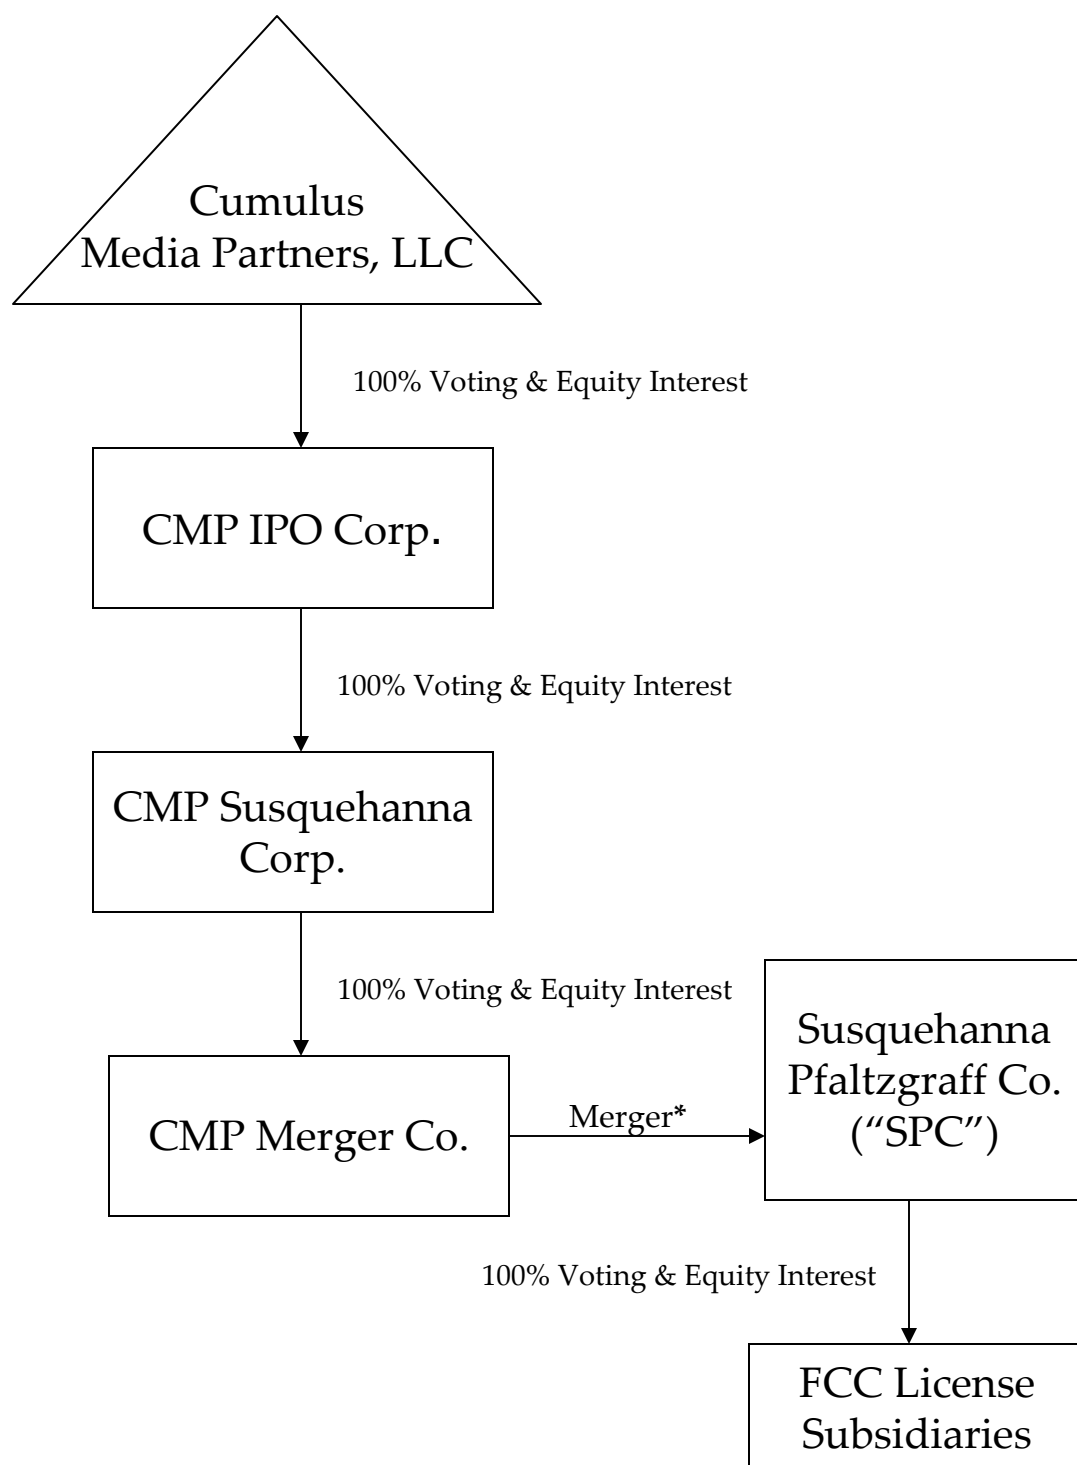 Cumulus
Media Partners, LLC
100% Voting & Equity Interest
CMP IPO Corp.
100% Voting & Equity Interest
CMP Susquehanna
Corp.
100% Voting & Equity Interest
CMP Merger Co.
Merger*
Susquehanna
Pfaltzgraff Co.
(“SPC”)
100% Voting & Equity Interest
FCC License
Subsidiaries